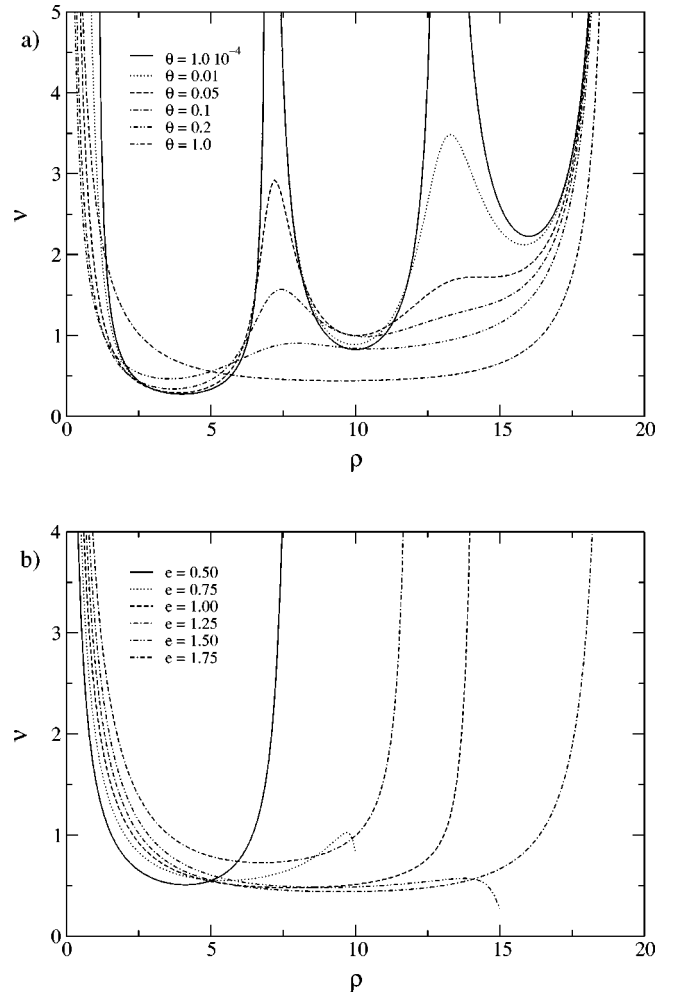 a)
5
4
3
2
1
0
ν
θ = 1.0 10⁻⁴
θ = 0.01
θ = 0.05
θ = 0.1
θ = 0.2
θ = 1.0
0 5 10 15 20
ρ
b)
4
3
2
1
0
ν
e = 0.50
e = 0.75
e = 1.00
e = 1.25
e = 1.50
e = 1.75
0 5 10 15 20
ρ